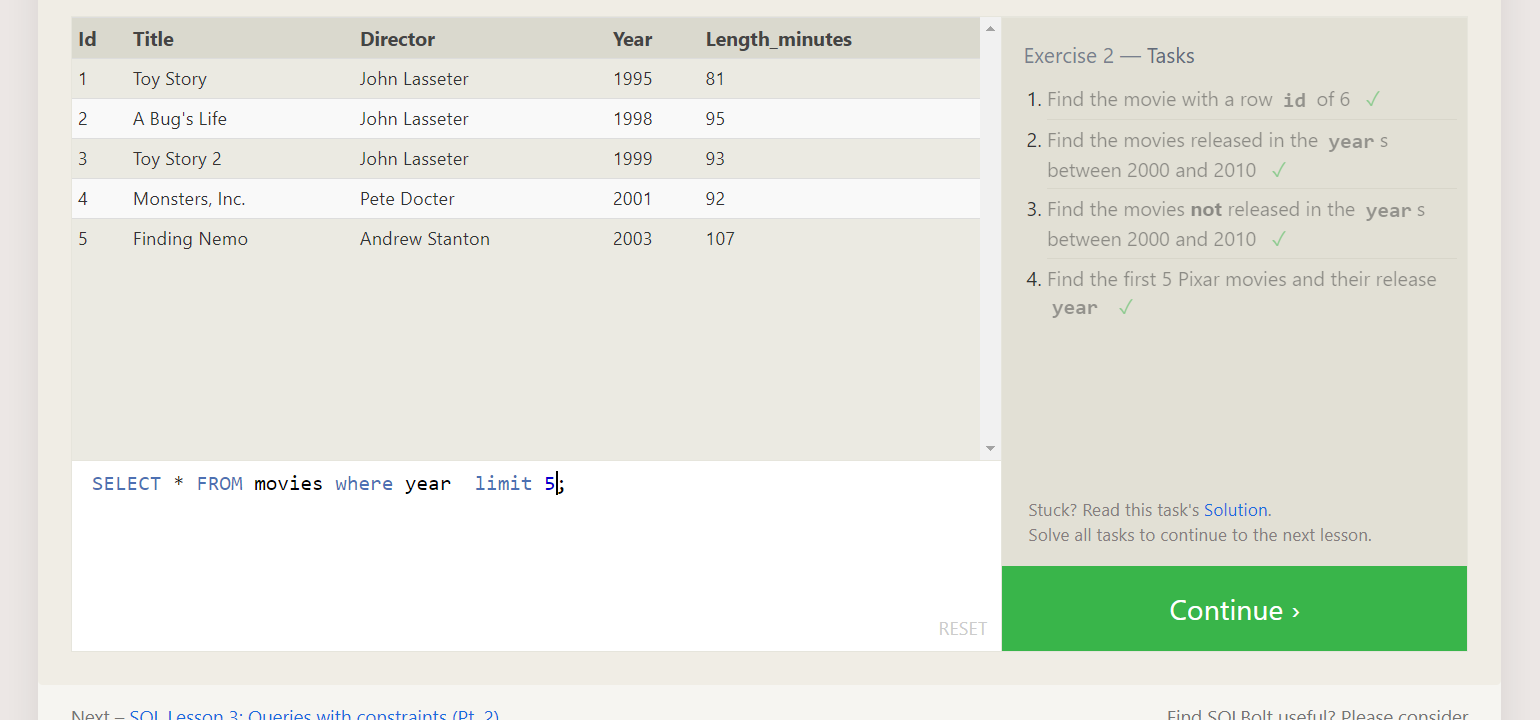 Id Title Director Year Length_minutes
1 Toy Story John Lasseter 1995 81
2 A Bug's Life John Lasseter 1998 95
3 Toy Story 2 John Lasseter 1999 93
4 Monsters, Inc. Pete Docter 2001 92
5 Finding Nemo Andrew Stanton 2003 107
SELECT * FROM movies where year  limit 5;
RESET
Exercise 2 — Tasks
1. Find the movie with a row id of 6 ✓
2. Find the movies released in the year s
between 2000 and 2010 ✓
3. Find the movies not released in the year s
between 2000 and 2010 ✓
4. Find the first 5 Pixar movies and their release
year ✓
Stuck? Read this task's Solution.
Solve all tasks to continue to the next lesson.
Continue ›
Next – SQL Lesson 3: Queries with constraints (Pt. 2)
Find SQLBolt useful? Please consider